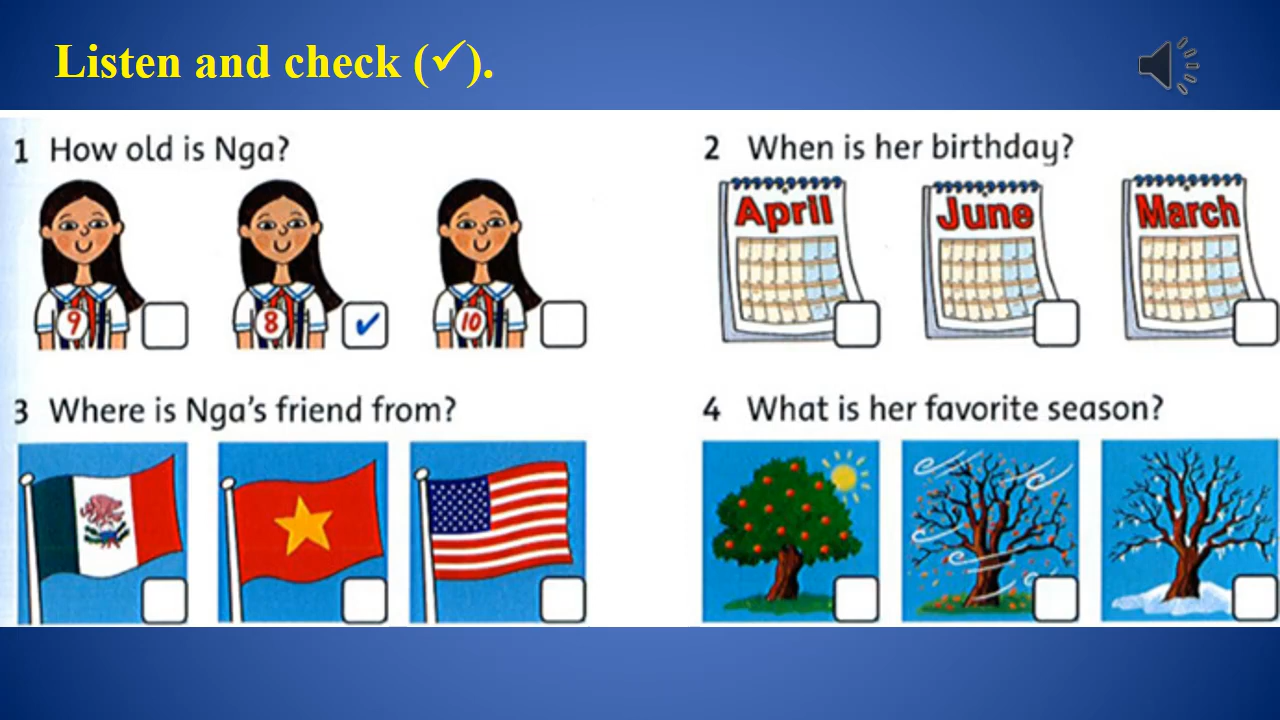 Listen and check (✓).
1 How old is Nga?
9
8
✓
10
2 When is her birthday?
April
June
March
3 Where is Nga's friend from?
4 What is her favorite season?